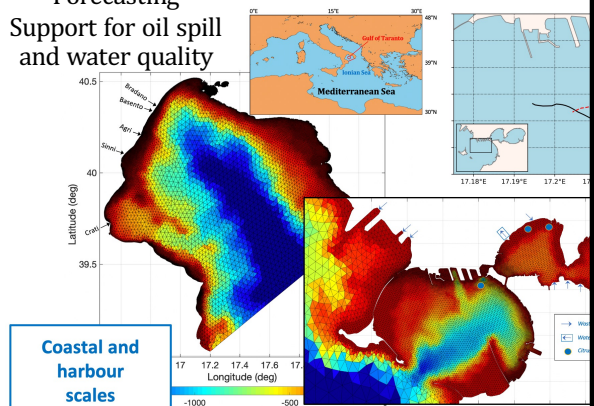 Forecasting
Support for oil spill
and water quality
0°E
15°E
30°E
48°N
39°N
30°N
Gulf of Taranto
Ionian Sea
Mediterranean Sea
40.5
40
39.5
Latitude (deg)
Bradano
Basento
Agri
Sinni
Crati
17
17.2
17.4
17.6
17.8
Longitude (deg)
-1000
-500
17.18°E
17.19°E
17.2°E
Coastal and
harbour
scales